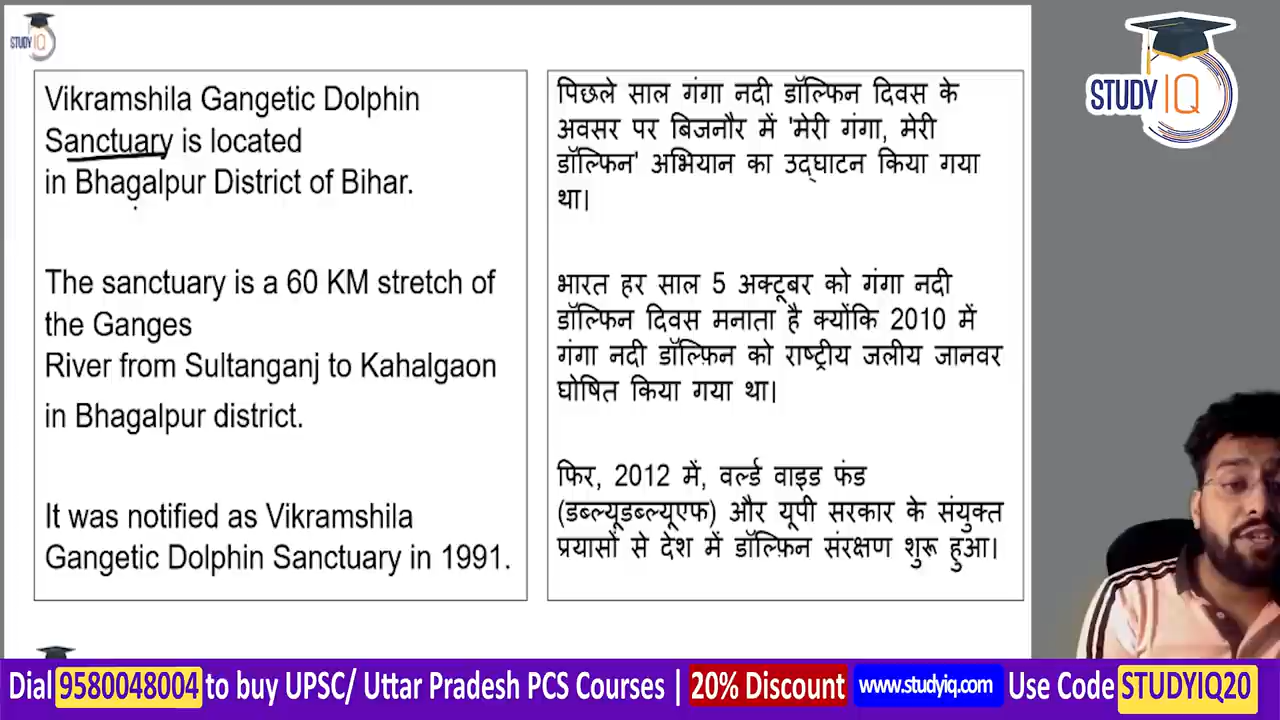 STUDY IQ
Vikramshila Gangetic Dolphin
Sanctuary is located
in Bhagalpur District of Bihar.
The sanctuary is a 60 KM stretch of
the Ganges
River from Sultanganj to Kahalgaon
in Bhagalpur district.
It was notified as Vikramshila
Gangetic Dolphin Sanctuary in 1991.
पिछले साल गंगा नदी डॉल्फिन दिवस के
अवसर पर बिजनौर में 'मेरी गंगा, मेरी
डॉल्फिन' अभियान का उद्घाटन किया गया
था।
भारत हर साल 5 अक्टूबर को गंगा नदी
डॉल्फिन दिवस मनाता है क्योंकि 2010 में
गंगा नदी डॉल्फ़िन को राष्ट्रीय जलीय जानवर
घोषित किया गया था।
फिर, 2012 में, वर्ल्ड वाइड फंड
(डब्ल्यूडब्ल्यूएफ) और यूपी सरकार के संयुक्त
प्रयासों से देश में डॉल्फ़िन संरक्षण शुरू हुआ।
STUDY IQ
Dial 9580048004 to buy UPSC/ Uttar Pradesh PCS Courses | 20% Discount www.studyiq.com Use Code STUDYIQ20